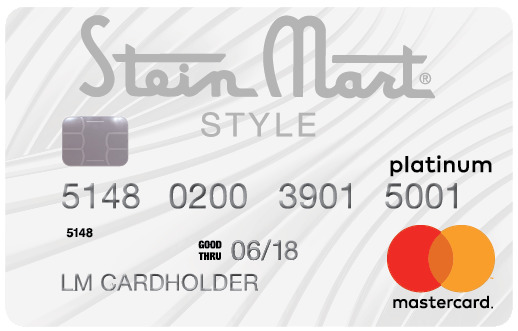 Stein Mart®
STYLE
platinum
5148 0200 3901 5001
5148
GOOD THRU 06/18
LM CARDHOLDER
mastercard.